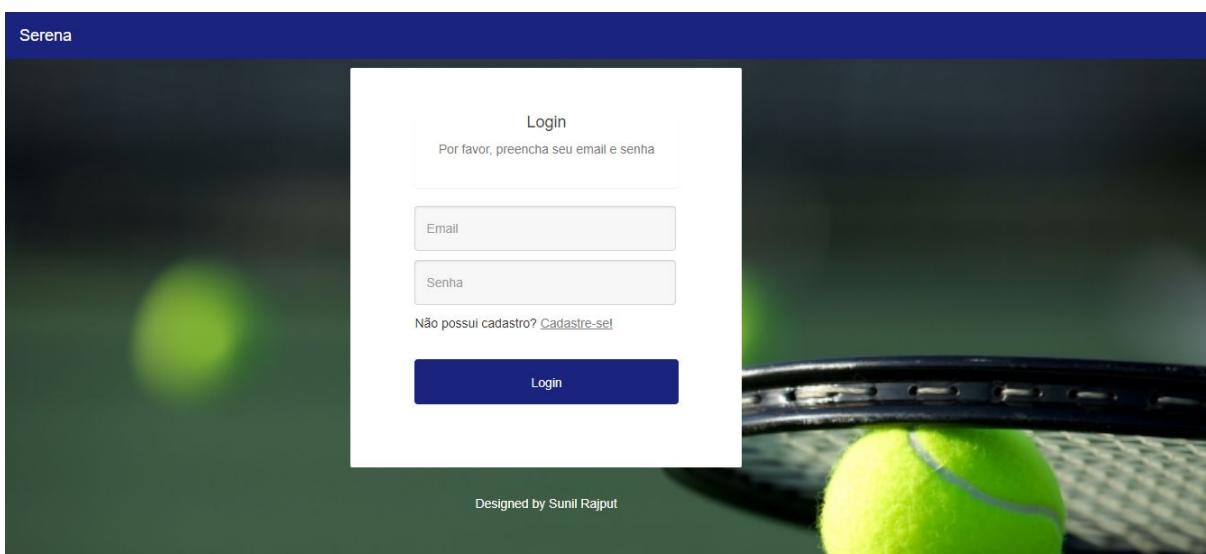 Serena
Login
Por favor, preencha seu email e senha
Email
Senha
Não possui cadastro? Cadastre-se!
Login
Designed by Sunil Rajput